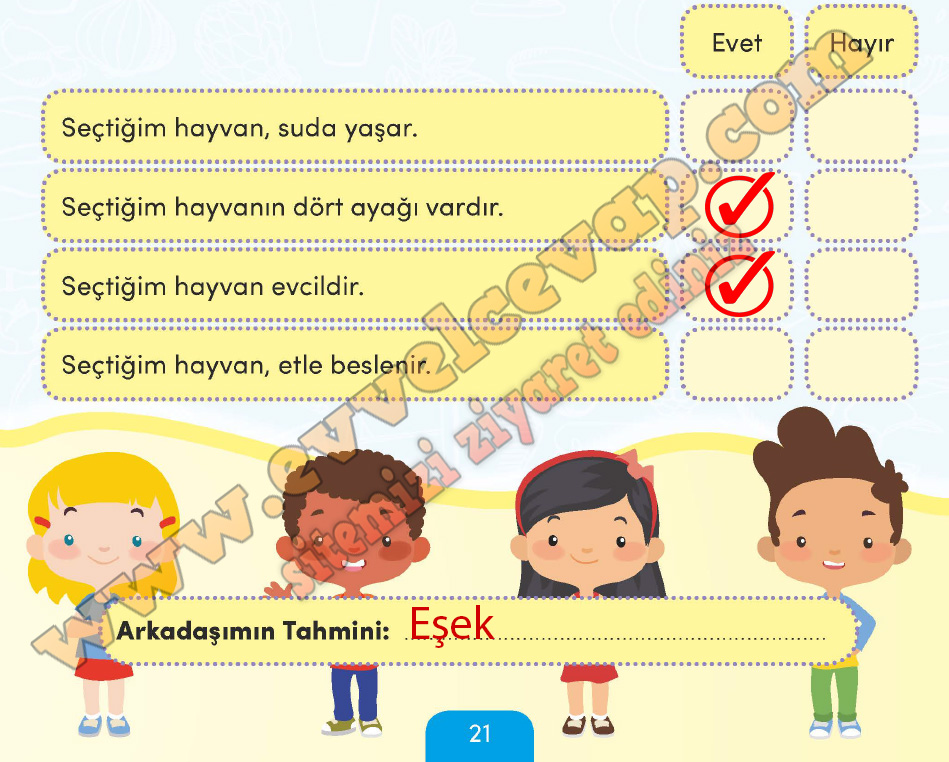 Evet Hayır
Seçtiğim hayvan, suda yaşar.
Seçtiğim hayvanın dört ayağı vardır.
Seçtiğim hayvan evcildir.
Seçtiğim hayvan, etle beslenir.
www.evvelcevap.com
sitemizi ziyaret ediniz
Arkadaşımın Tahmini: Eşek
21